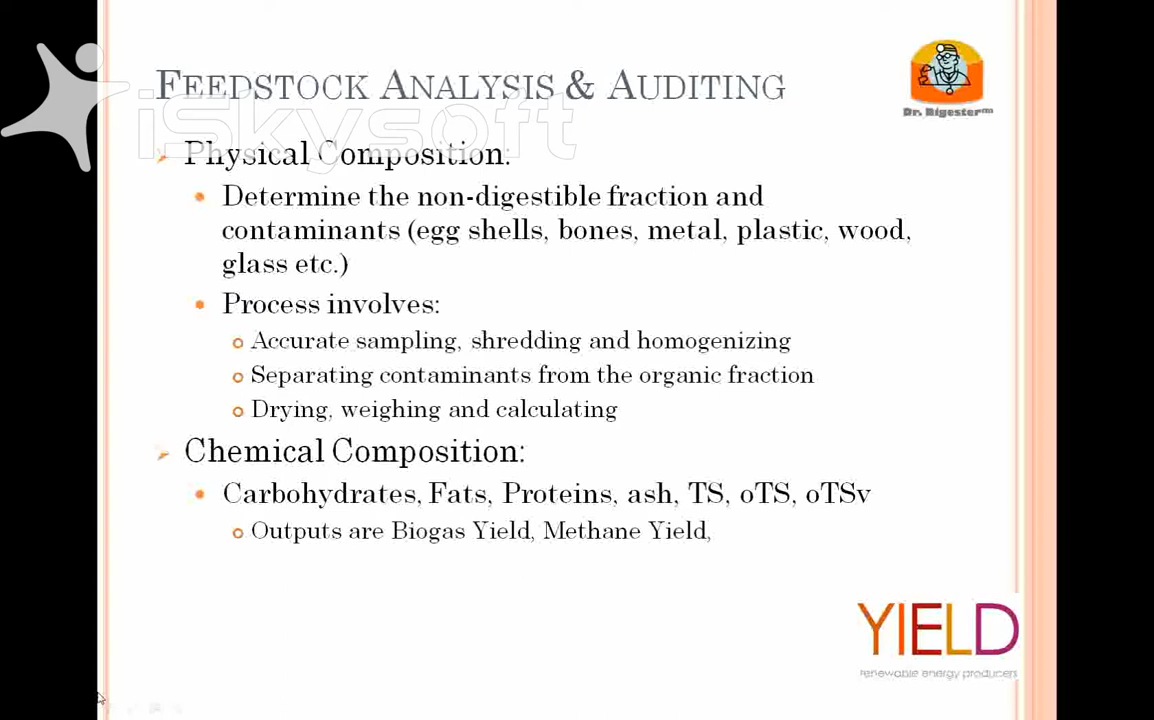 FEEDSTOCK ANALYSIS & AUDITING
Dr. Digester™
iSkysoft
Physical Composition:
Determine the non-digestible fraction and
contaminants (egg shells, bones, metal, plastic, wood,
glass etc.)
Process involves:
Accurate sampling, shredding and homogenizing
Separating contaminants from the organic fraction
Drying, weighing and calculating
Chemical Composition:
Carbohydrates, Fats, Proteins, ash, TS, oTS, oTSv
Outputs are Biogas Yield, Methane Yield,
YIELD
renewable energy producers